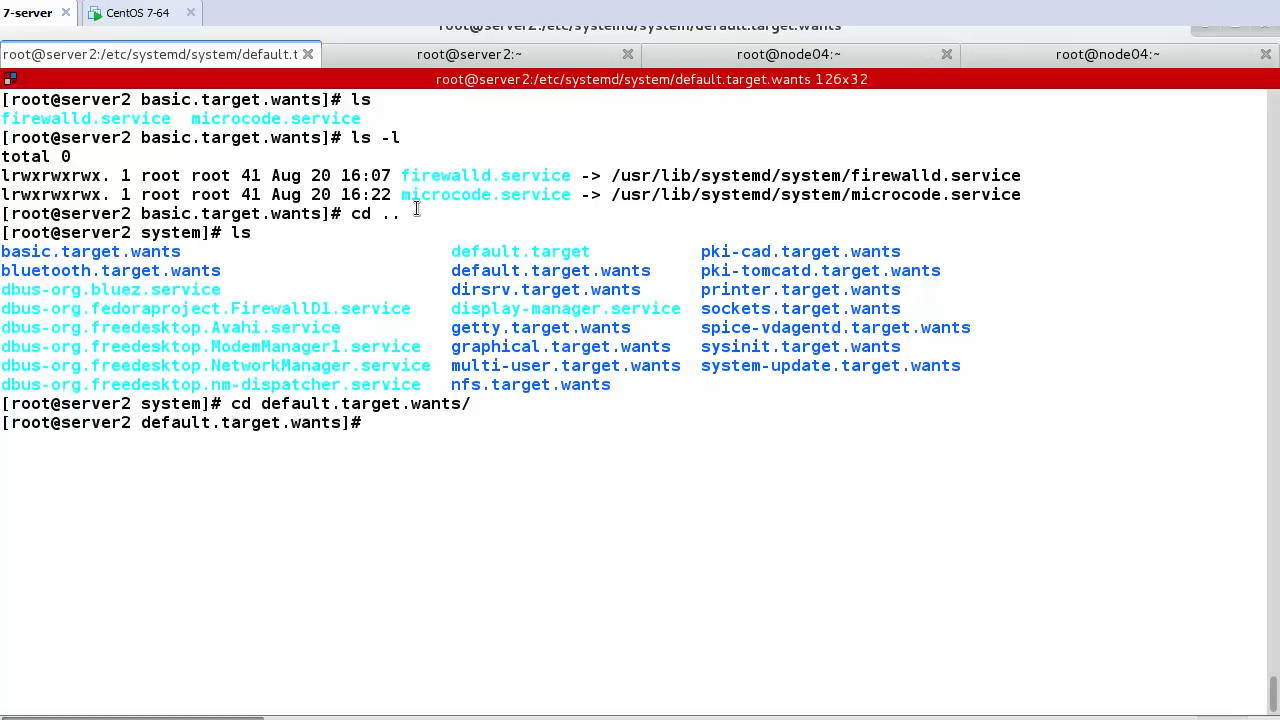 7-server CentOS 7-64
root@server2:/etc/systemd/system/default.target.wants
root@server2:/etc/systemd/system/default.t root@server2:~ root@node04:~ root@node04:~
root@server2:/etc/systemd/system/default.target.wants 126x32
[root@server2 basic.target.wants]# ls
firewalld.service microcode.service
[root@server2 basic.target.wants]# ls -l
total 0
lrwxrwxrwx. 1 root root 41 Aug 20 16:07 firewalld.service -> /usr/lib/systemd/system/firewalld.service
lrwxrwxrwx. 1 root root 41 Aug 20 16:22 microcode.service -> /usr/lib/systemd/system/microcode.service
[root@server2 basic.target.wants]# cd ..
[root@server2 system]# ls
basic.target.wants default.target pki-cad.target.wants
bluetooth.target.wants default.target.wants pki-tomcatd.target.wants
dbus-org.bluez.service dirsrv.target.wants printer.target.wants
dbus-org.fedoraproject.FirewallD1.service display-manager.service sockets.target.wants
dbus-org.freedesktop.Avahi.service getty.target.wants spice-vdagentd.target.wants
dbus-org.freedesktop.ModemManager1.service graphical.target.wants sysinit.target.wants
dbus-org.freedesktop.NetworkManager.service multi-user.target.wants system-update.target.wants
dbus-org.freedesktop.nm-dispatcher.service nfs.target.wants
[root@server2 system]# cd default.target.wants/
[root@server2 default.target.wants]#